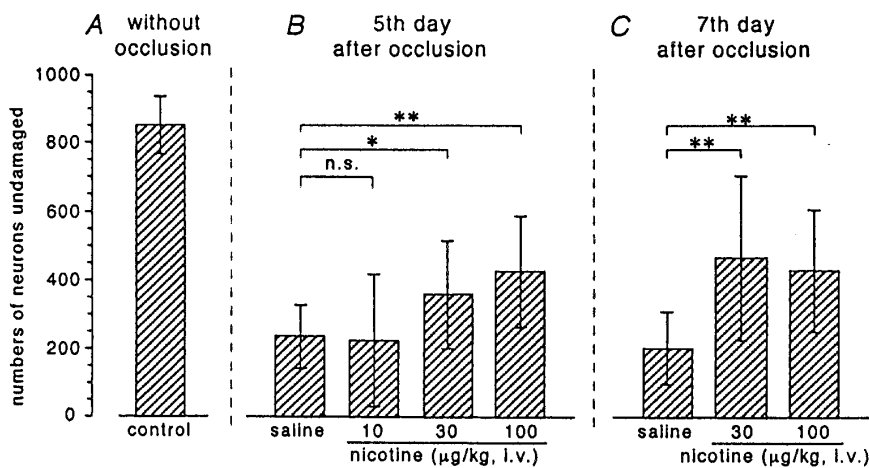 A without occlusion
B 5th day after occlusion
C 7th day after occlusion
numbers of neurons undamaged
1000
800
600
400
200
0
**
*
n.s.
**
**
control
saline 10 30 100
nicotine (μg/kg, i.v.)
saline 30 100
nicotine (μg/kg, i.v.)